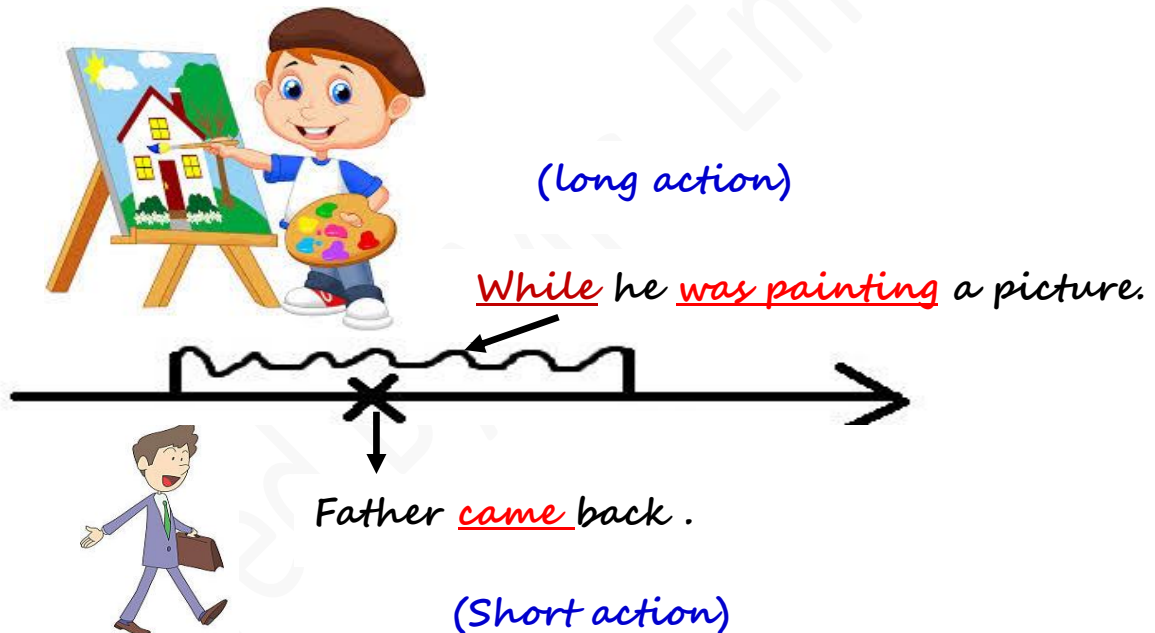 (long action)
While he was painting a picture.
Father came back .
(Short action)